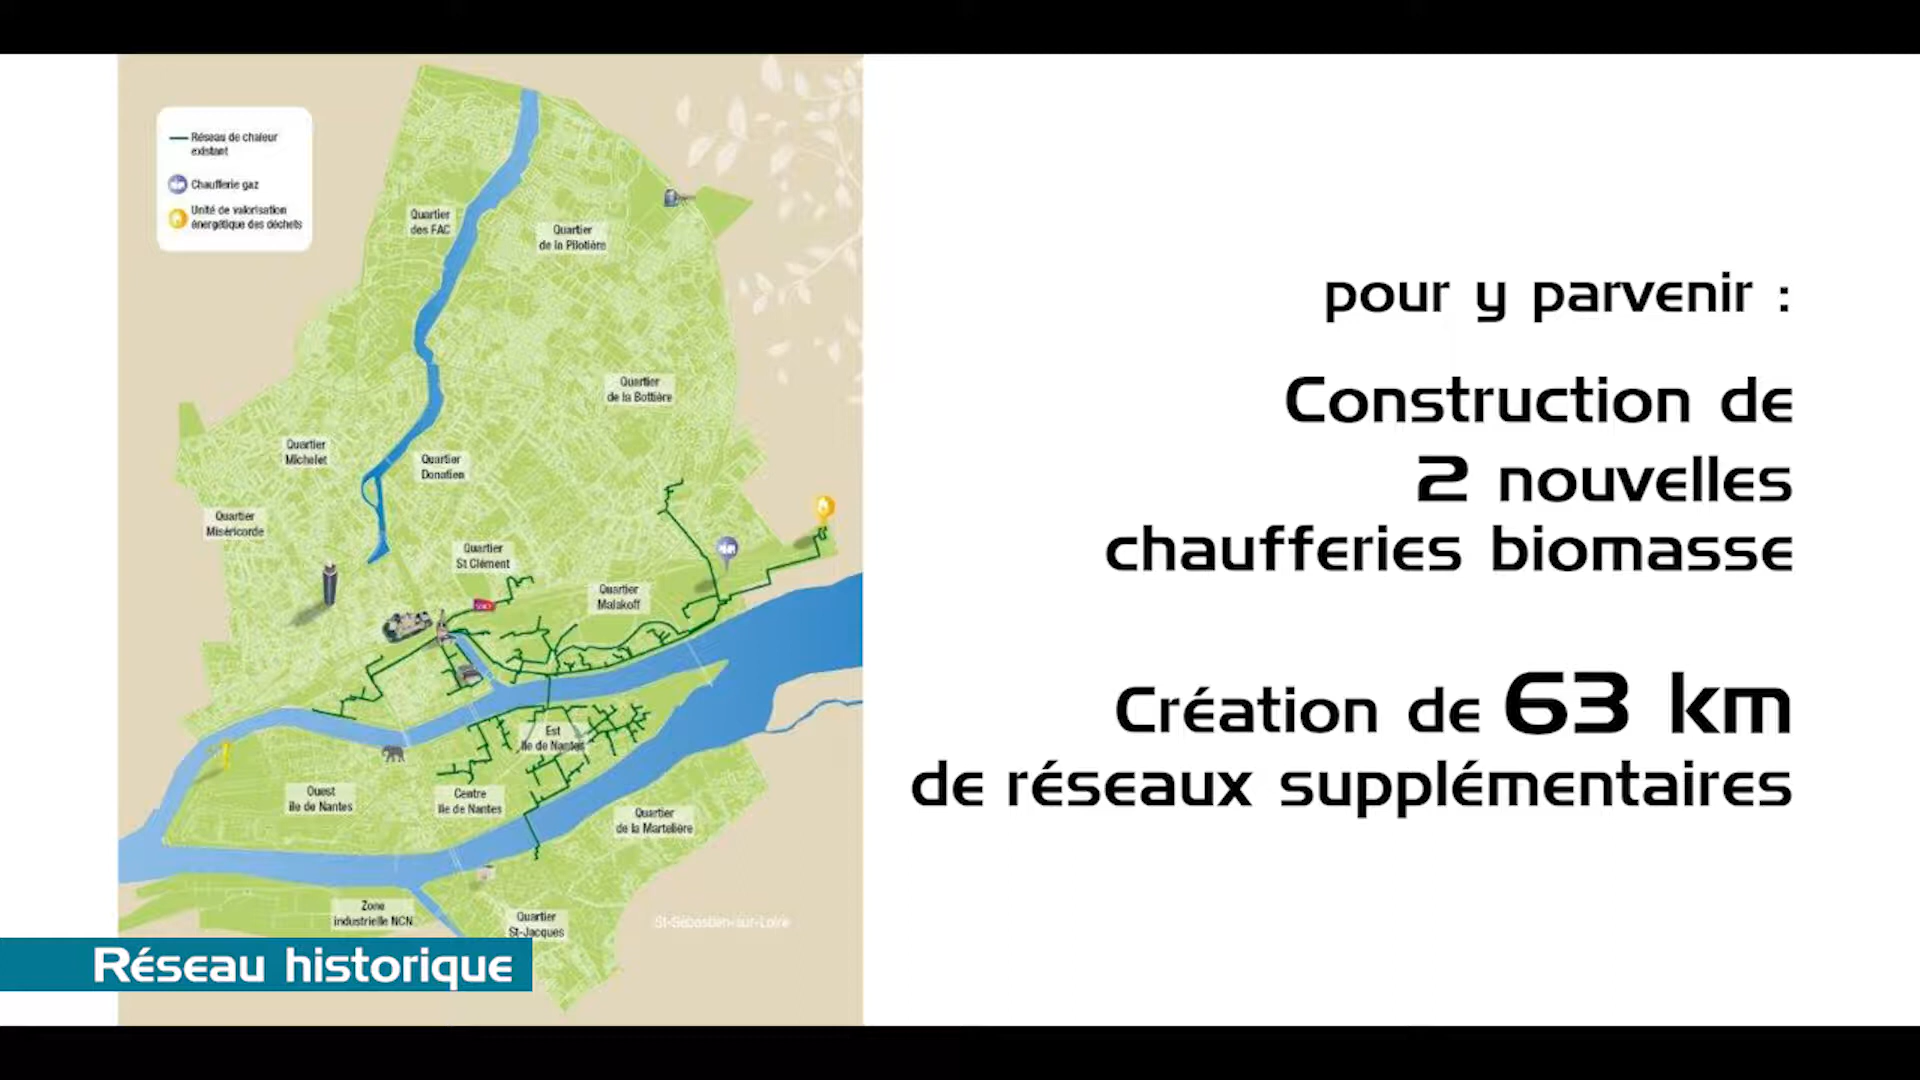 Réseau de chaleur
existant
Chaufferie gaz
Unité de valorisation
énergétique des déchets
Quartier
des FAC
Quartier
de la Pilotière
Quartier
de la Bottière
Quartier
Michelet
Quartier
Donatien
Quartier
Miséricorde
Quartier
St Clément
Quartier
Malakoff
SNCF
Est
Ile de Nantes
Ouest
île de Nantes
Centre
Ile de Nantes
Quartier
de la Martelière
Zone
industrielle NCN
Quartier
St-Jacques
St-Sébastien-sur-Loire
Réseau historique
pour y parvenir :
Construction de
2 nouvelles
chaufferies biomasse
Création de 63 km
de réseaux supplémentaires